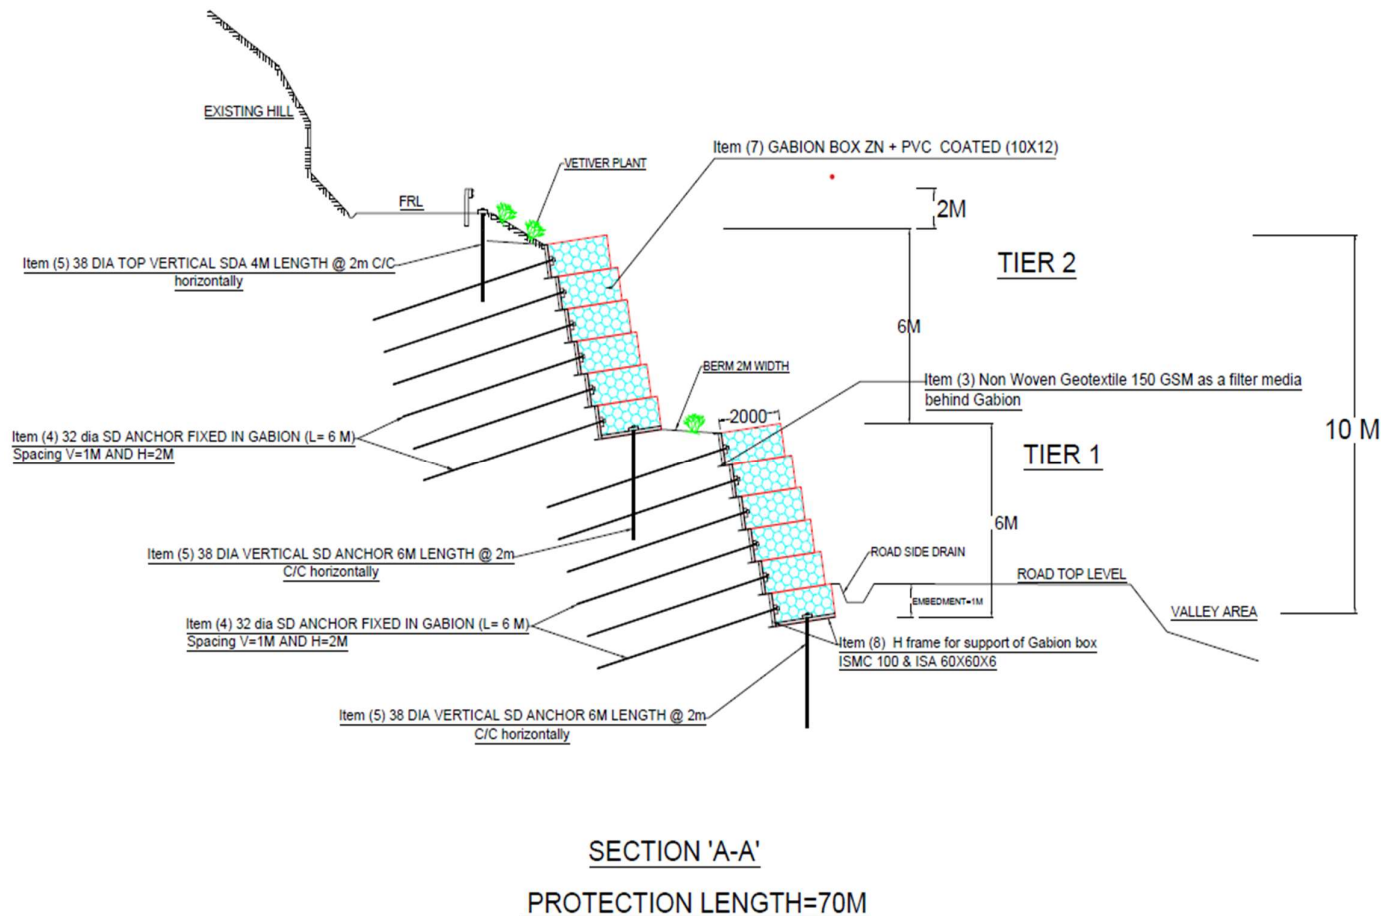 EXISTING HILL
Item (7) GABION BOX ZN + PVC COATED (10X12)
VETIVER PLANT
FRL
2M
TIER 2
Item (5) 38 DIA TOP VERTICAL SDA 4M LENGTH @ 2m C/C
horizontally
6M
BERM 2M WIDTH
Item (3) Non Woven Geotextile 150 GSM as a filter media
behind Gabion
2000
10 M
Item (4) 32 dia SD ANCHOR FIXED IN GABION (L= 6 M)
Spacing V=1M AND H=2M
TIER 1
6M
Item (5) 38 DIA VERTICAL SD ANCHOR 6M LENGTH @ 2m
C/C horizontally
ROAD SIDE DRAIN
ROAD TOP LEVEL
EMBEDMENT=1M
VALLEY AREA
Item (4) 32 dia SD ANCHOR FIXED IN GABION (L= 6 M)
Spacing V=1M AND H=2M
Item (8) H frame for support of Gabion box
ISMC 100 & ISA 60X60X6
Item (5) 38 DIA VERTICAL SD ANCHOR 6M LENGTH @ 2m
C/C horizontally
SECTION 'A-A'
PROTECTION LENGTH=70M